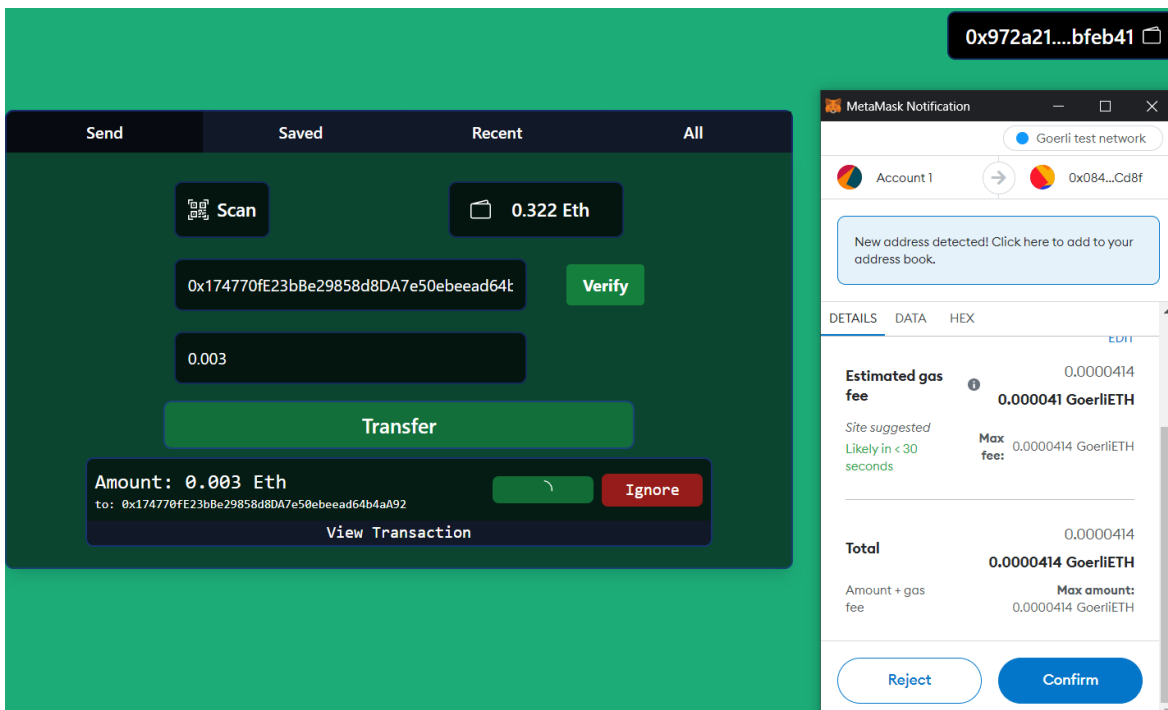 0x972a21....bfeb41
Send
Saved
Recent
All
Scan
0.322 Eth
0x174770fE23bBe29858d8DA7e50ebeead64b
Verify
0.003
Transfer
Amount: 0.003 Eth
to: 0x174770fE23bBe29858d8DA7e50ebeead64b4aA92
Ignore
View Transaction
MetaMask Notification
Goerli test network
Account 1
0x084...Cd8f
New address detected! Click here to add to your
address book.
DETAILS
DATA
HEX
EDIT
Estimated gas
fee
0.0000414
0.000041 GoerliETH
Site suggested
Likely in < 30
seconds
Max
fee:
0.0000414 GoerliETH
Total
0.0000414
0.0000414 GoerliETH
Amount + gas
fee
Max amount:
0.0000414 GoerliETH
Reject
Confirm